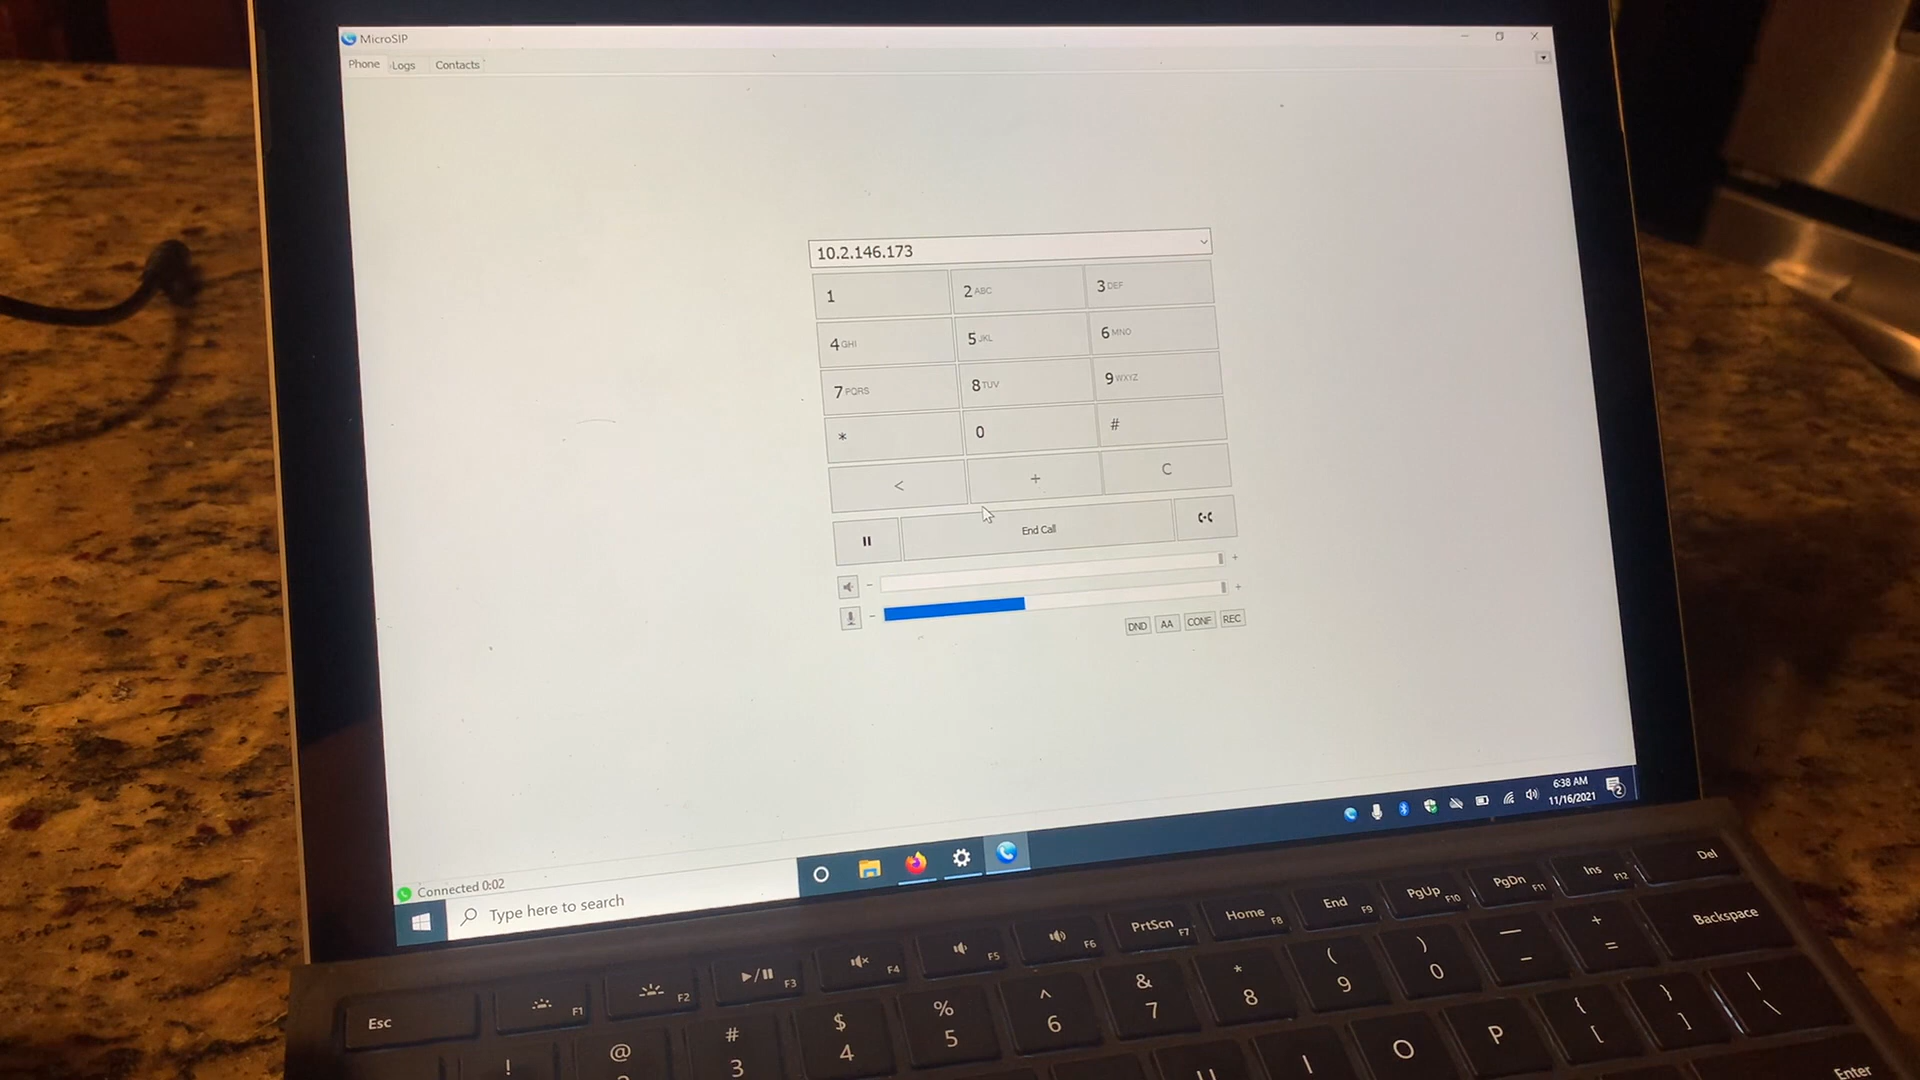 MicroSIP
Phone Logs Contacts
10.2.146.173
1 2 ABC 3 DEF
4 GHI 5 JKL 6 MNO
7 PQRS 8 TUV 9 WXYZ
* 0 #
< + C
End Call
- +
- +
DND AA CONF REC
6:38 AM
11/16/2021
2
Connected 0:02
Type here to search
Esc F1 F2 F3 F4 F5 F6 PrtScn F7 Home F8 End F9 PgUp F10 PgDn F11 Ins F12 Del
! @ # 3 $ 4 % 5 ^ 6 & 7 * 8 ( 9 ) 0 — - + = Backspace
I O P { [ } ] | \
Enter